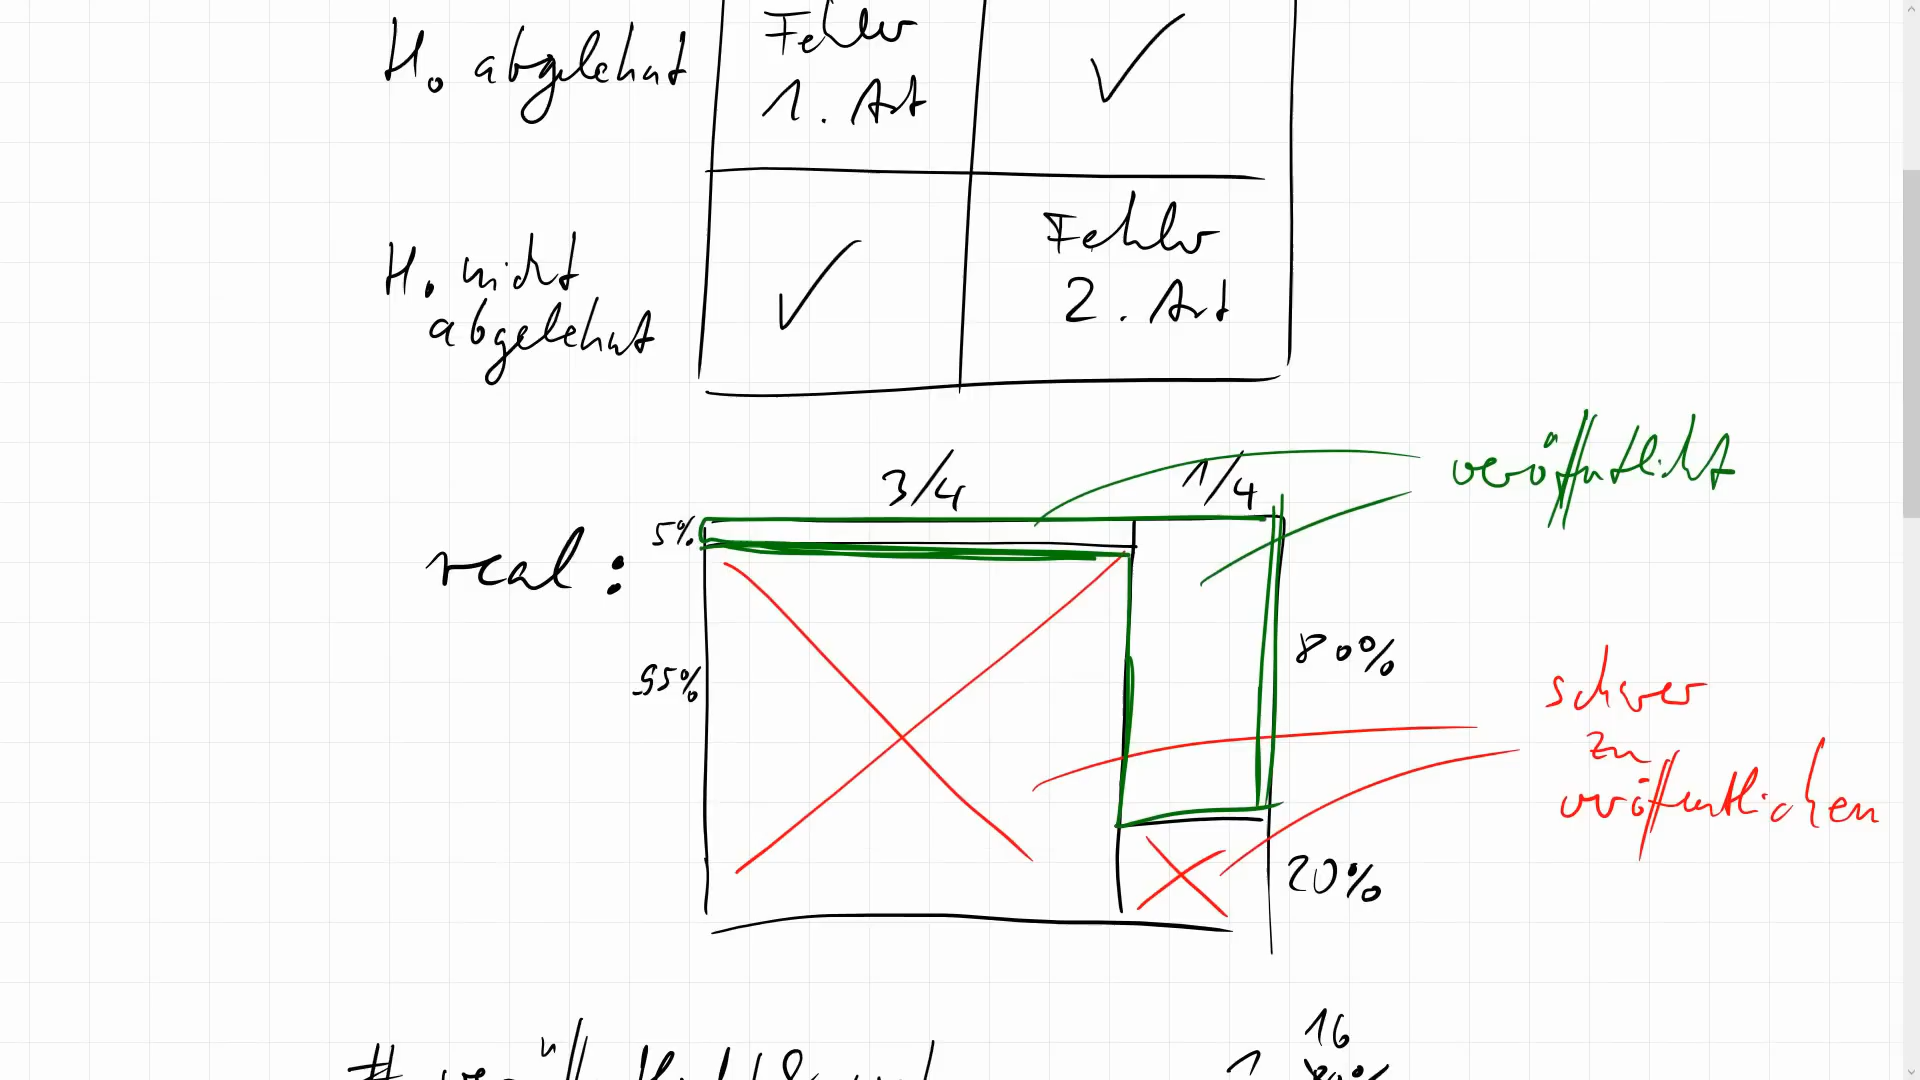 H₀ abgelehnt
Fehler
1. Art
✓
H₀ nicht
abgelehnt
✓
Fehler
2. Art
veröffentlicht
3/4
1/4
5%
real:
95%
80%
schwer
zu
veröffentlichen
20%
16